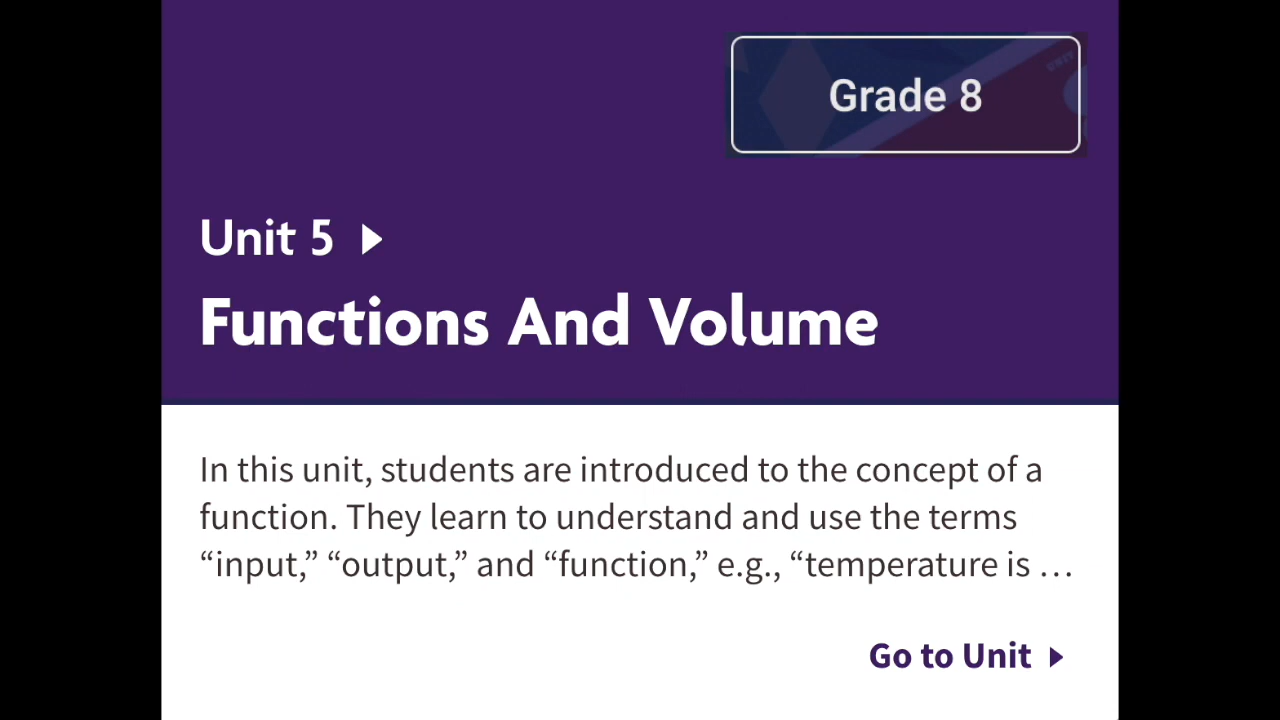 Grade 8
Unit 5
Functions And Volume
In this unit, students are introduced to the concept of a
function. They learn to understand and use the terms
“input,” “output,” and “function,” e.g., “temperature is …
Go to Unit